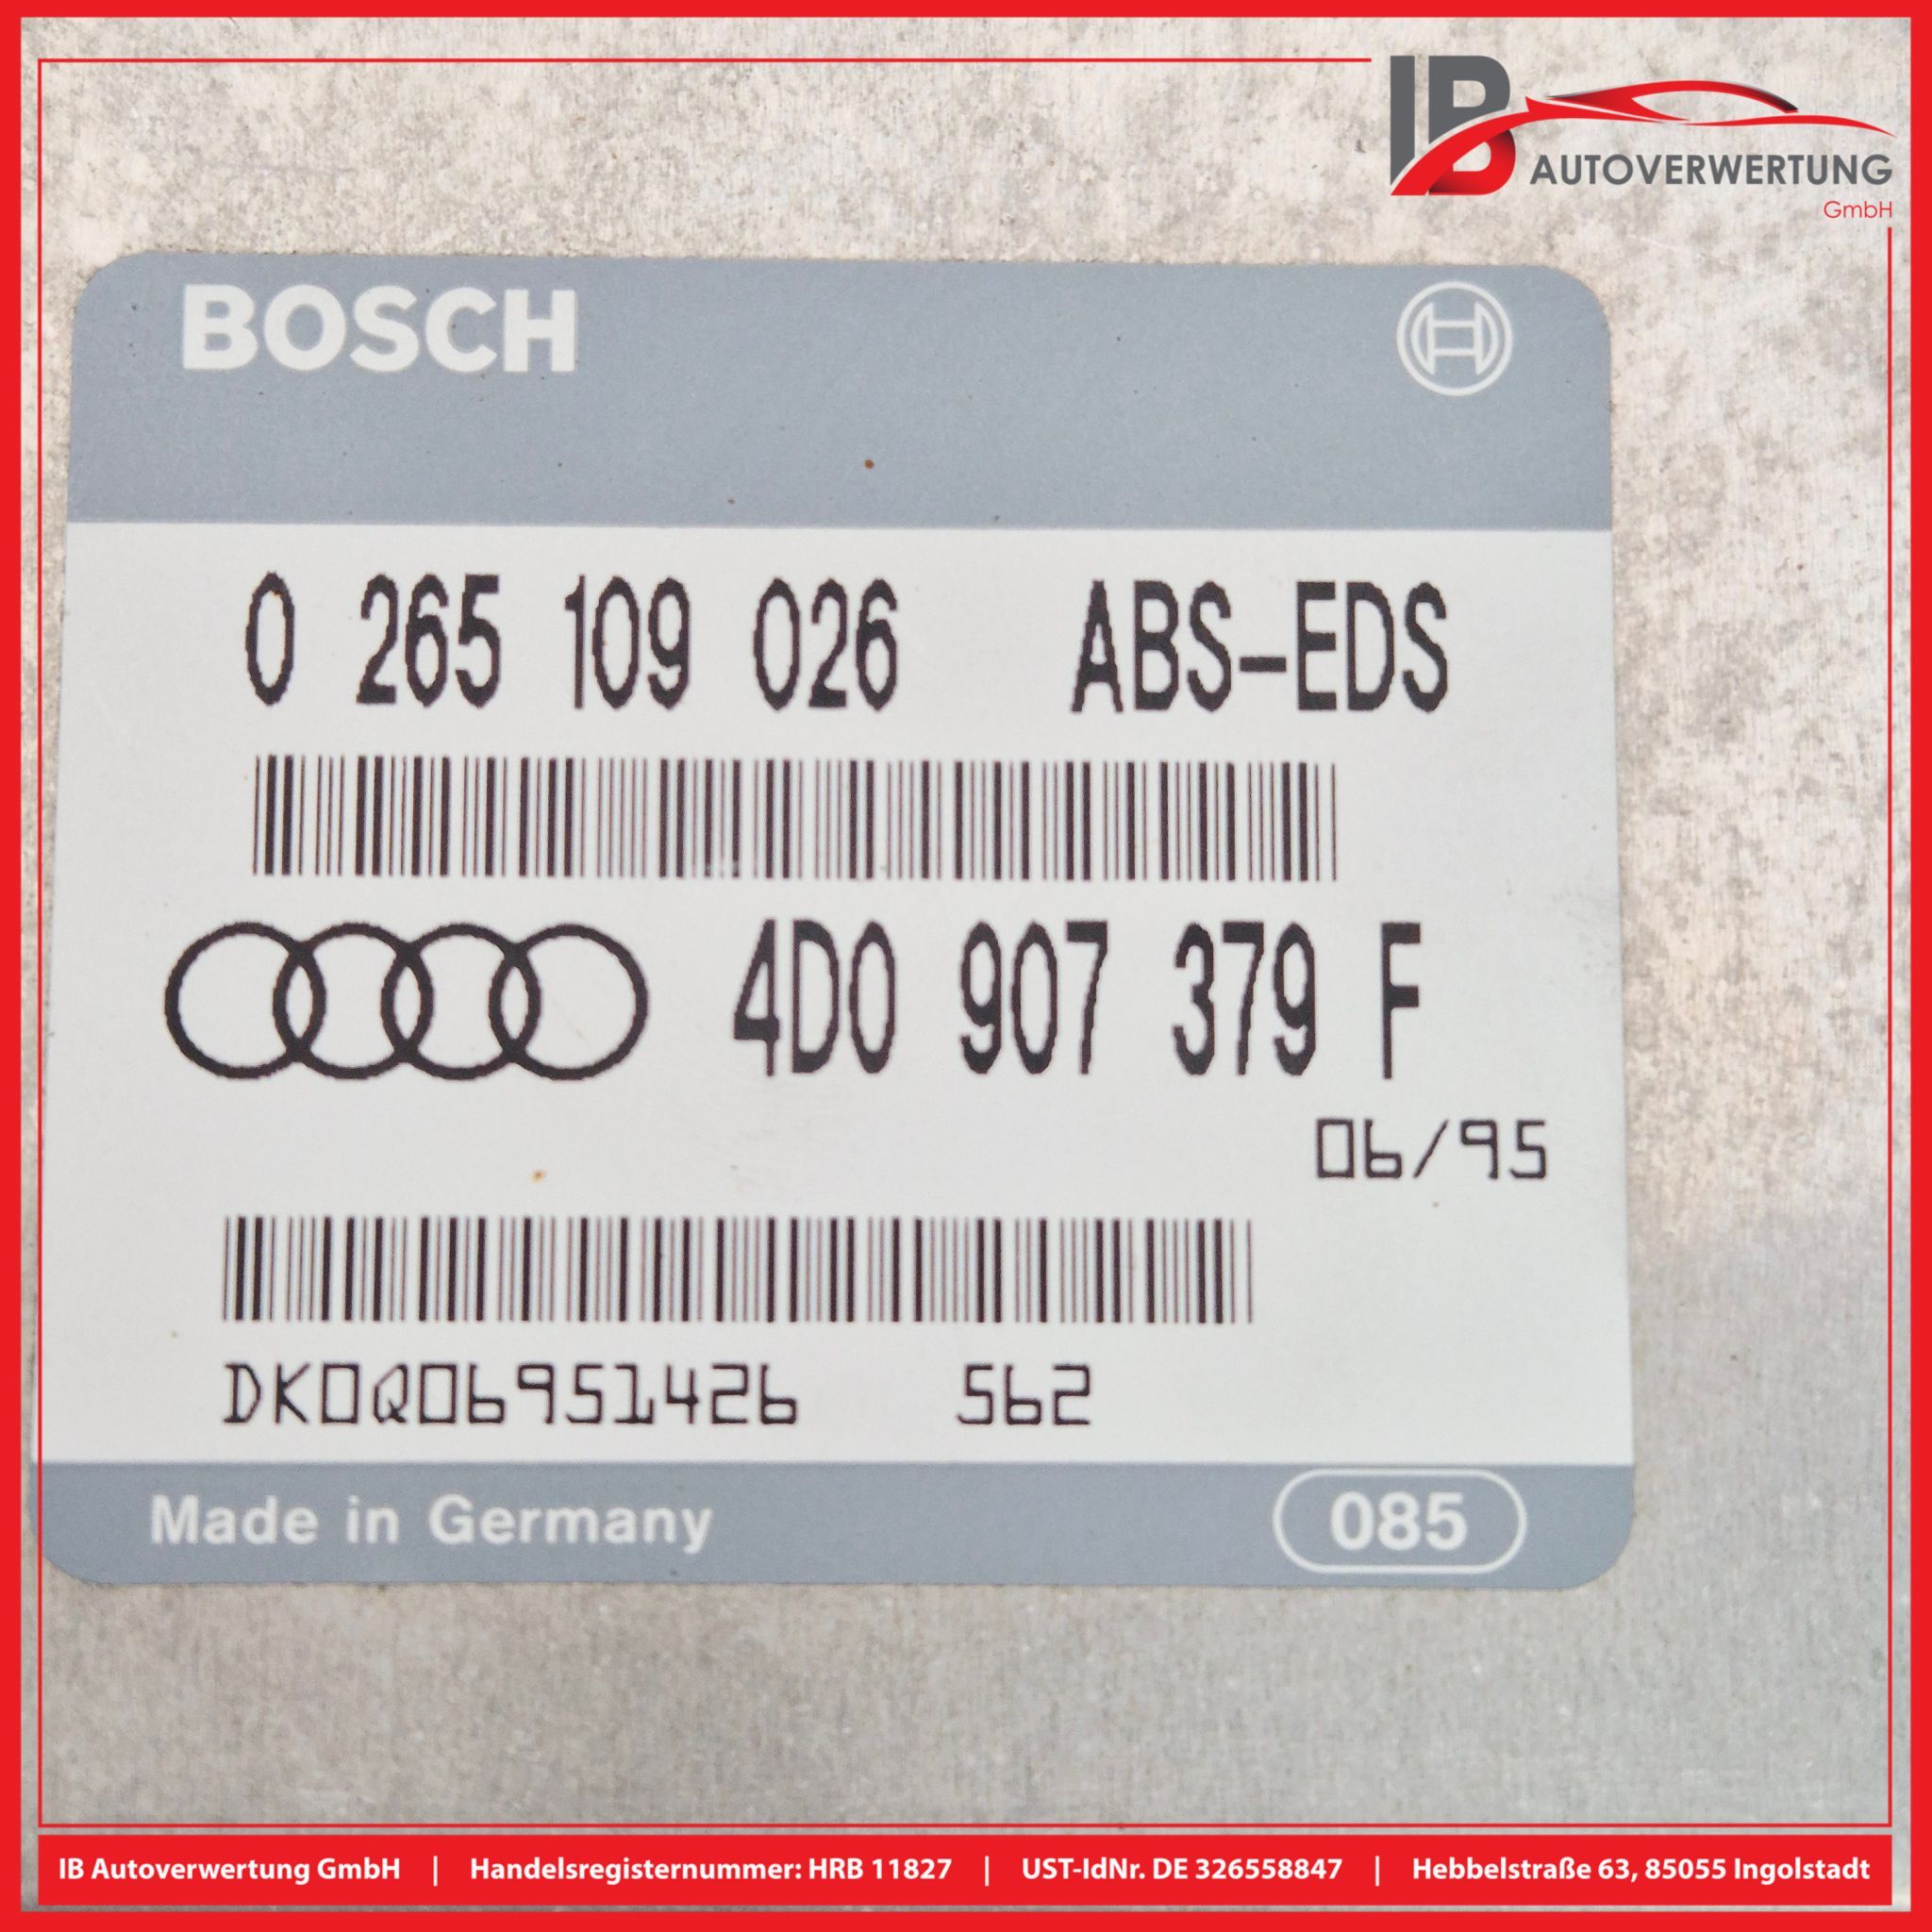 IB AUTOVERWERTUNG
GmbH
BOSCH
0 265 109 026 ABS-EDS
4D0 907 379 F
06/95
DK0Q06951426 562
Made in Germany 085
IB Autoverwertung GmbH | Handelsregisternummer: HRB 11827 | UST-IdNr. DE 326558847 | Hebbelstraße 63, 85055 Ingolstadt